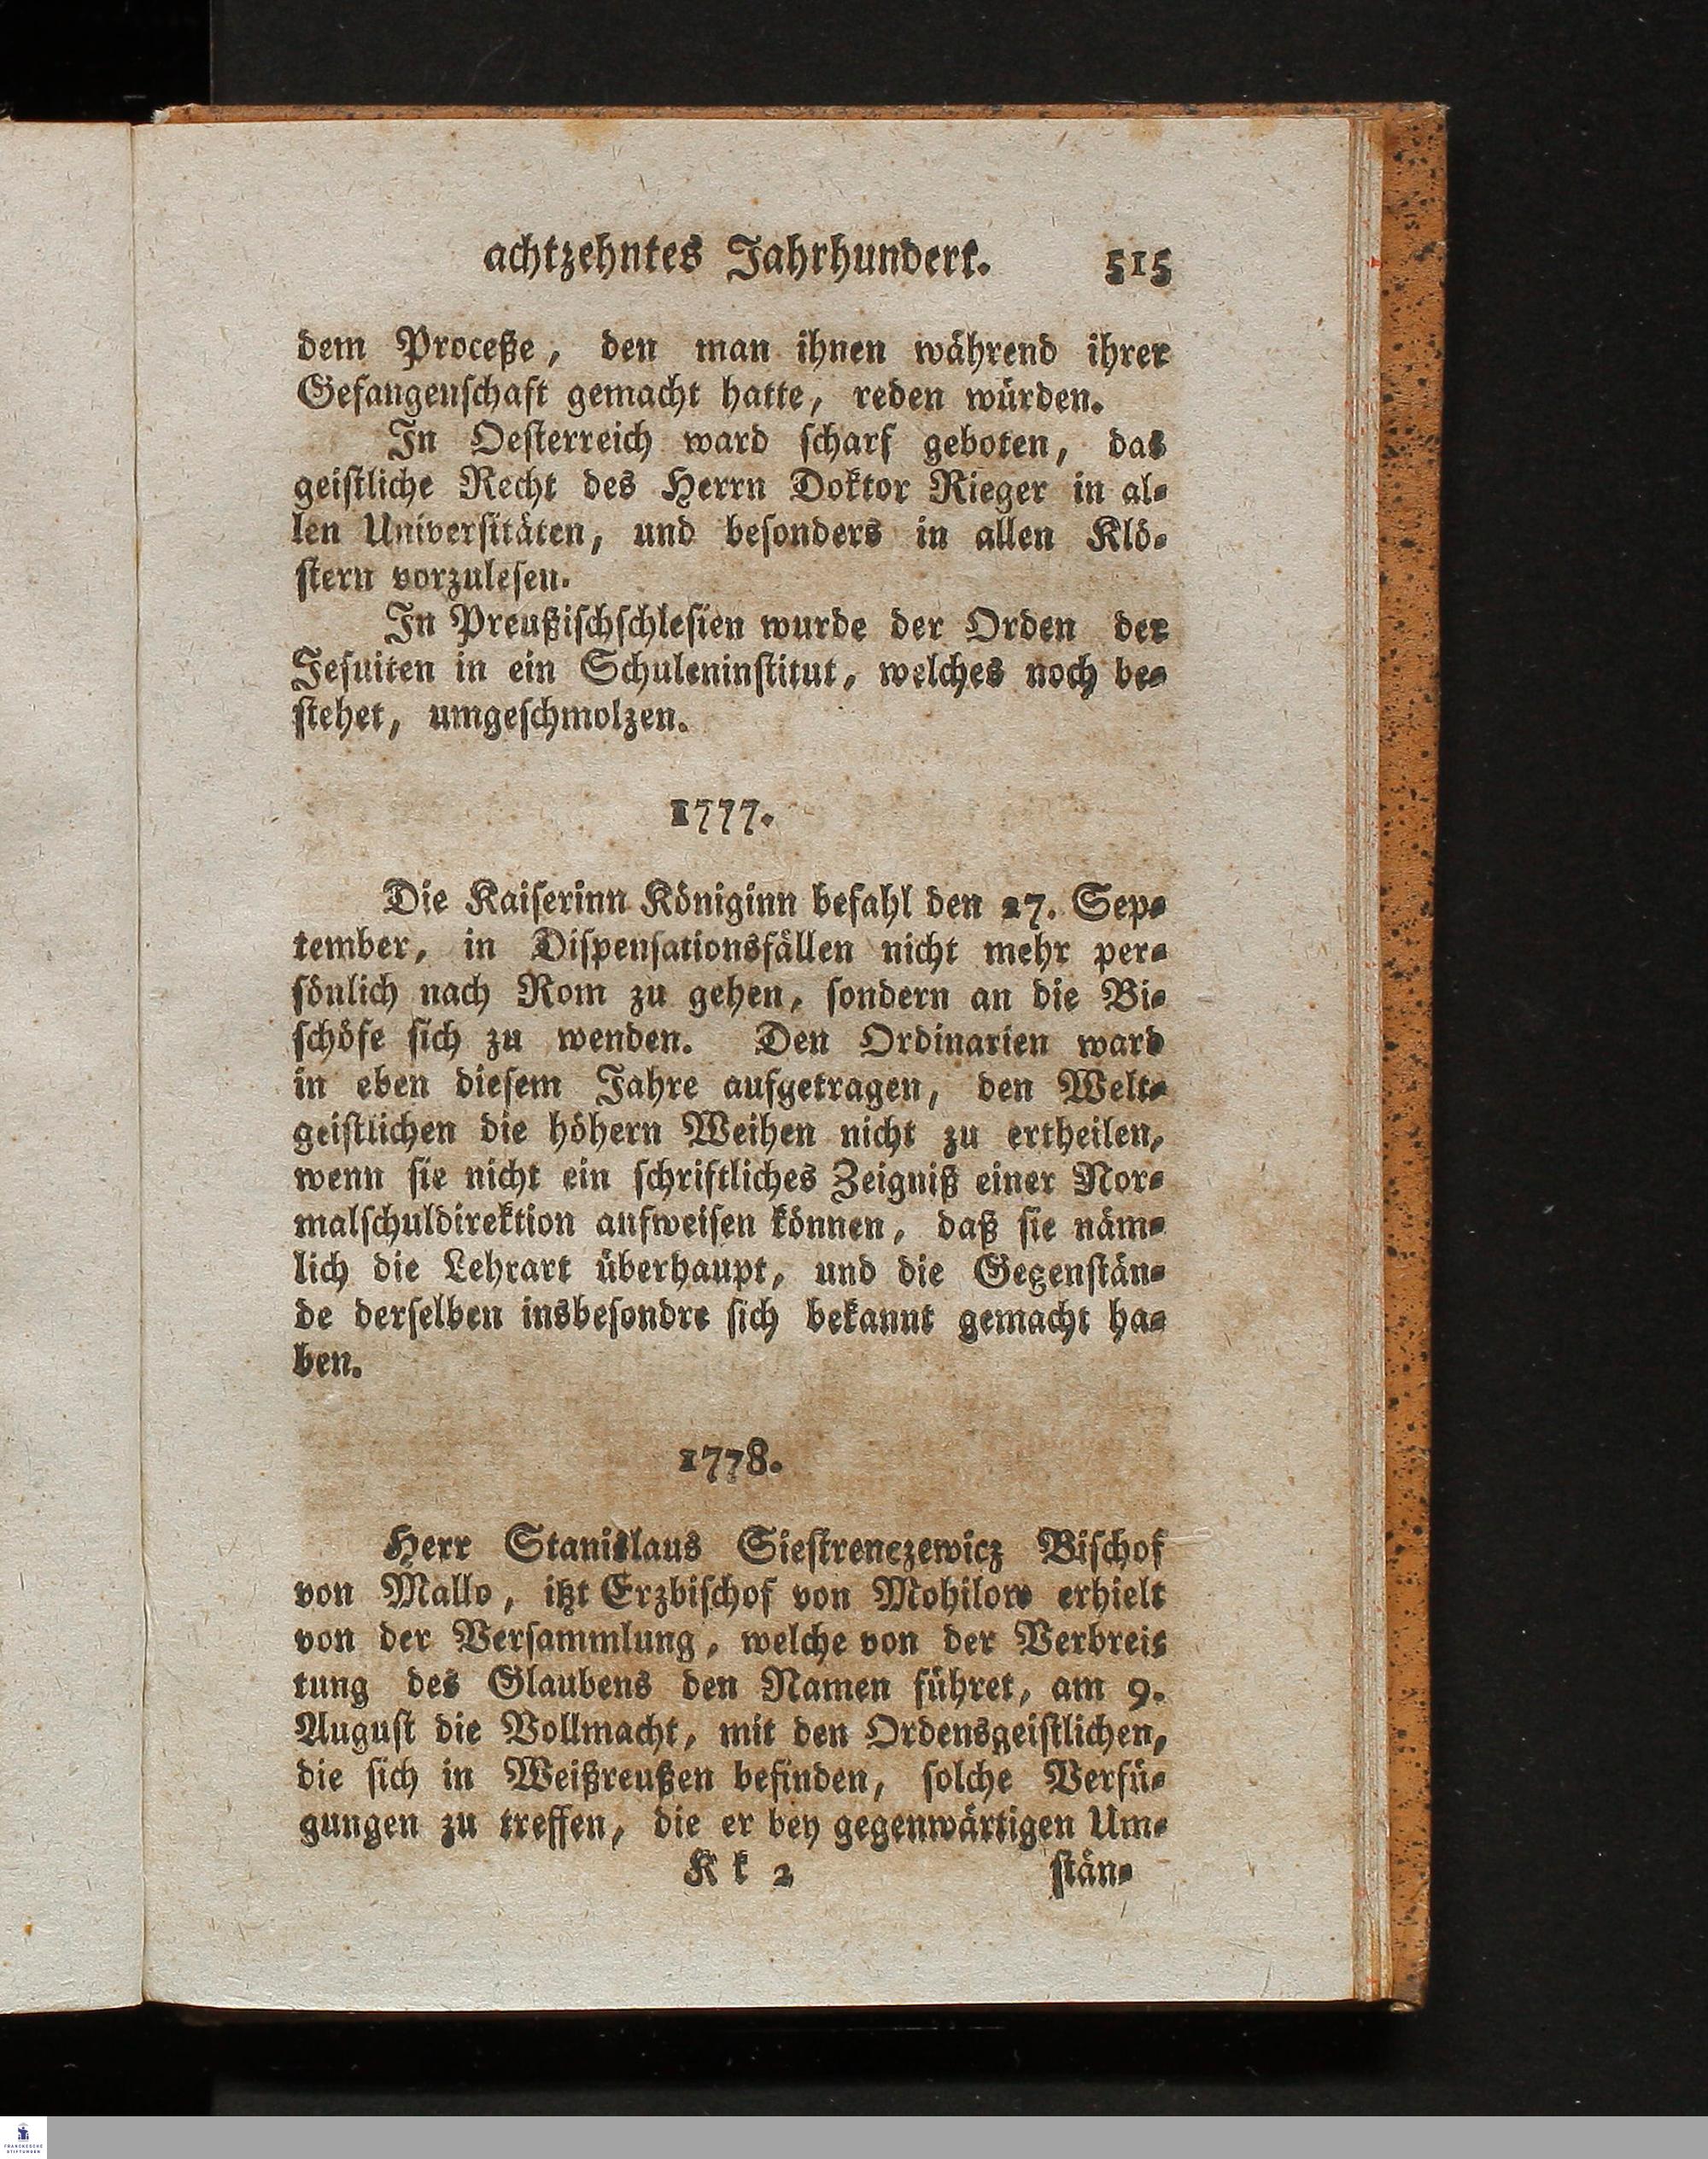 achtzehntes Jahrhundert. 515
dem Proceße, den man ihnen während ihrer
Gefangenschaft gemacht hatte, reden würden.
In Oesterreich ward scharf geboten, das
geistliche Recht des Herrn Doktor Rieger in al-
len Universitäten, und besonders in allen Klö-
stern vorzulesen.
In Preußischschlesien wurde der Orden der
Jesuiten in ein Schuleninstitut, welches noch be-
stehet, umgeschmolzen.
1777.
Die Kaiserinn Königinn befahl den 27. Sep-
tember, in Dispensationsfällen nicht mehr per-
sönlich nach Rom zu gehen, sondern an die Bi-
schöfe sich zu wenden. Den Ordinarien ward
in eben diesem Jahre aufgetragen, den Welt-
geistlichen die höhern Weihen nicht zu ertheilen,
wenn sie nicht ein schriftliches Zeigniß einer Nor-
malschuldirektion aufweisen können, daß sie näm-
lich die Lehrart überhaupt, und die Gegenstän-
de derselben insbesondre sich bekannt gemacht ha-
ben.
1778.
Herr Stanislaus Siestrenezewicz Bischof
von Mallo, itzt Erzbischof von Mohilow erhielt
von der Versammlung, welche von der Verbrei-
tung des Glaubens den Namen führet, am 9.
August die Vollmacht, mit den Ordensgeistlichen,
die sich in Weißreußen befinden, solche Verfü-
gungen zu treffen, die er bey gegenwärtigen Um-
Kk 2 stän-
FRANCKESCHE
STIFTUNGEN